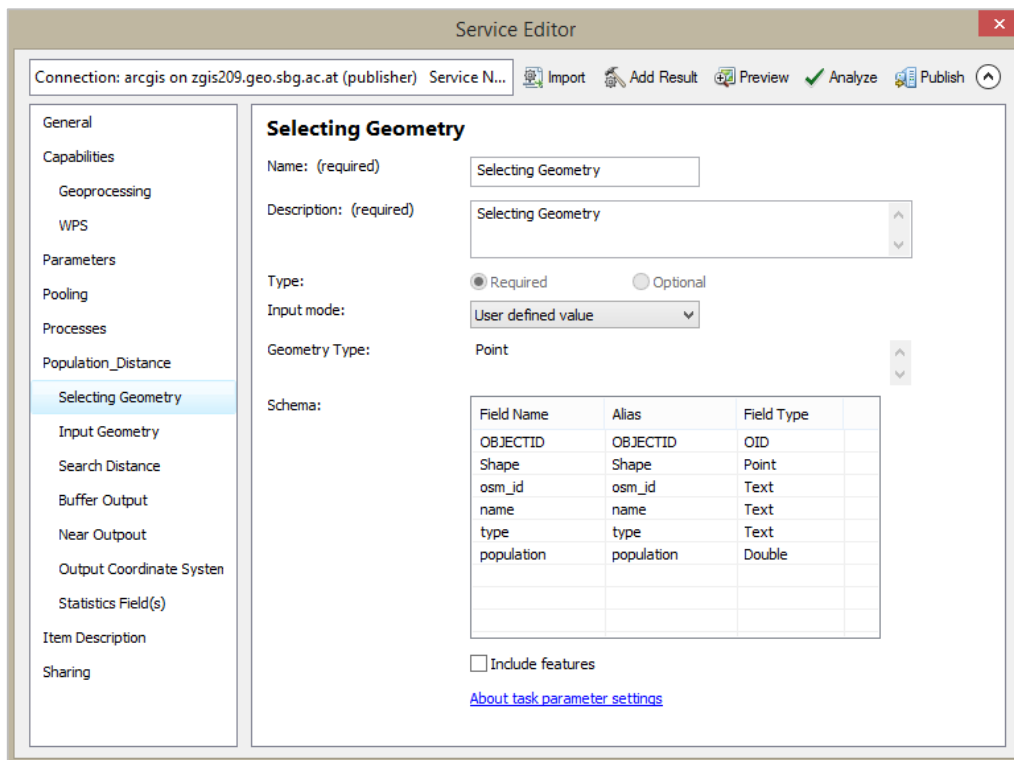 Service Editor
Connection: arcgis on zgis209.geo.sbg.ac.at (publisher) Service N... Import Add Result Preview Analyze Publish
General
Capabilities
Geoprocessing
WPS
Parameters
Pooling
Processes
Population_Distance
Selecting Geometry
Input Geometry
Search Distance
Buffer Output
Near Outpout
Output Coordinate System
Statistics Field(s)
Item Description
Sharing
Selecting Geometry
Name: (required) Selecting Geometry
Description: (required) Selecting Geometry
Type: Required Optional
Input mode: User defined value
Geometry Type: Point
Schema:
Field Name Alias Field Type
OBJECTID OBJECTID OID
Shape Shape Point
osm_id osm_id Text
name name Text
type type Text
population population Double
Include features
About task parameter settings